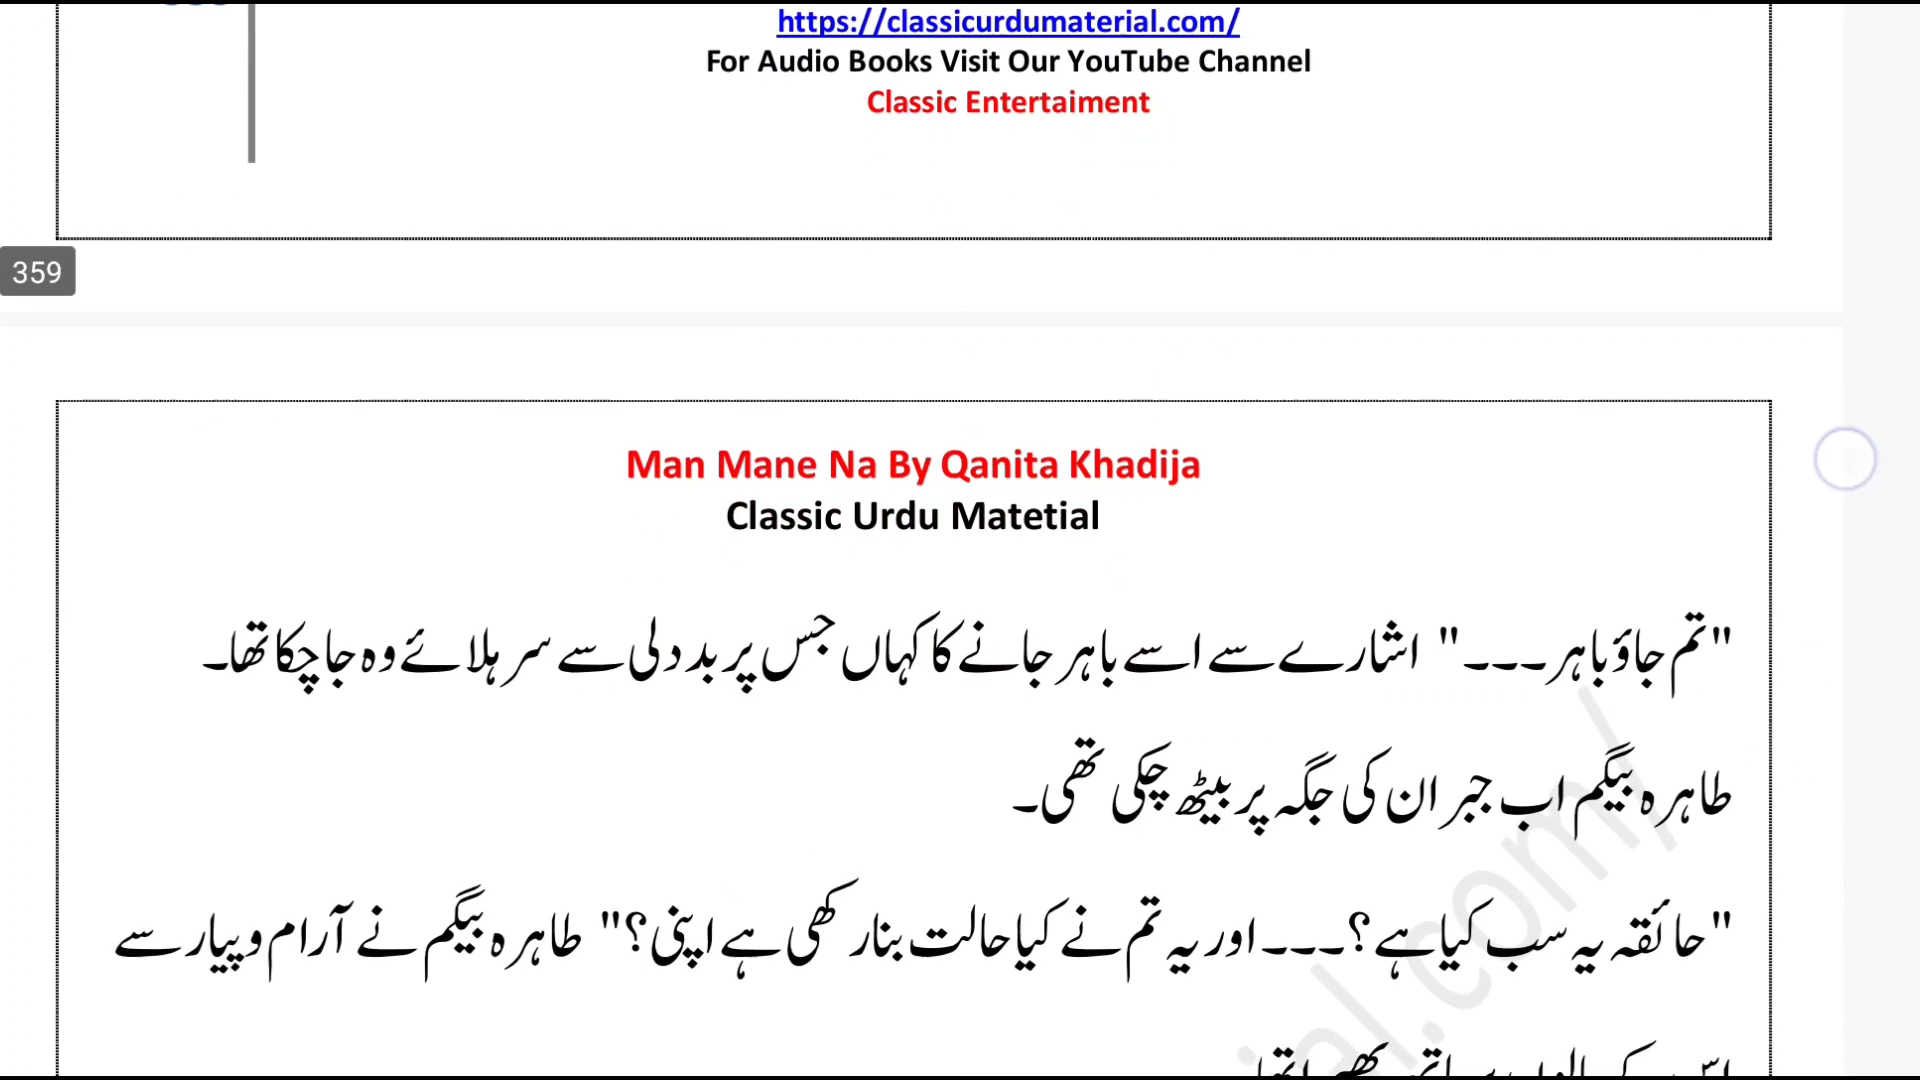 https://classicurdumaterial.com/
For Audio Books Visit Our YouTube Channel
Classic Entertaiment
359
Man Mane Na By Qanita Khadija
Classic Urdu Matetial
"تم جاؤ باہر۔۔۔" اشارے سے اسے باہر جانے کا کہاں جس پر بد دلی سے سر ہلائے وہ جا چکا تھا۔
طاہرہ بیگم اب جبران کی جگہ پر بیٹھ چکی تھی۔
"حائقہ یہ سب کیا ہے؟۔۔۔ اور یہ تم نے کیا حالت بنا رکھی ہے اپنی؟" طاہرہ بیگم نے آرام و پیار سے